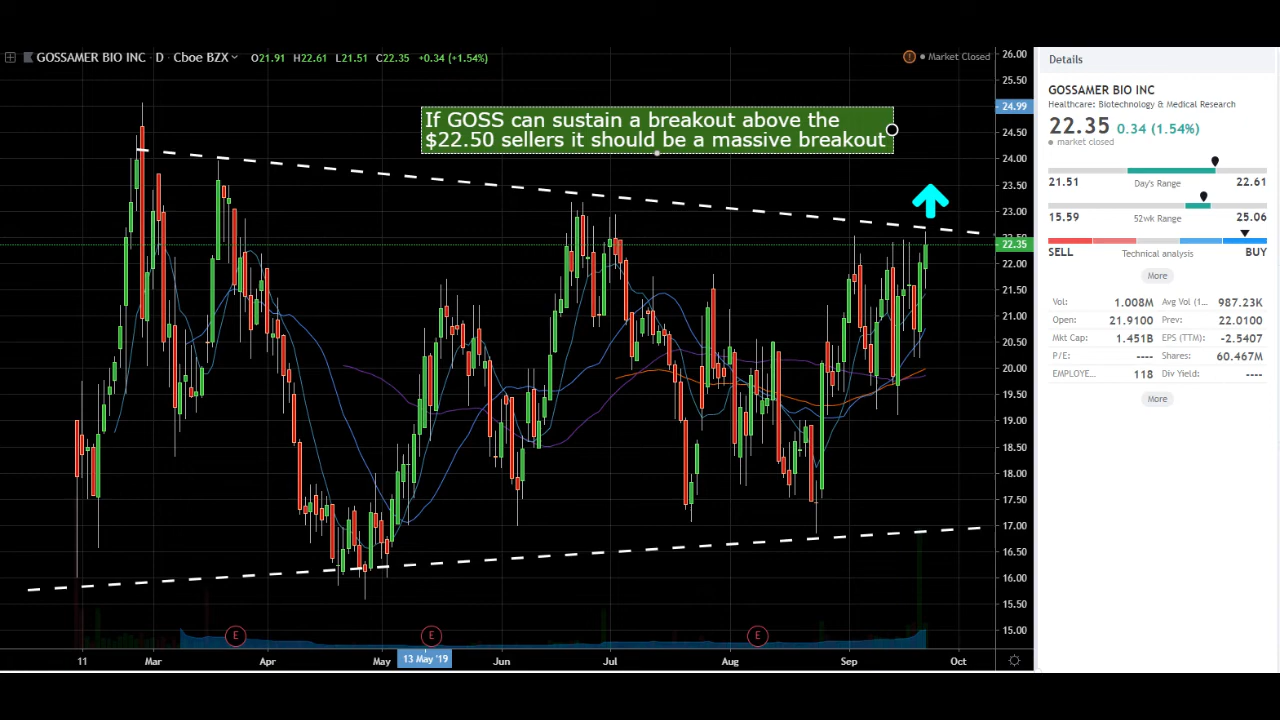 GOSSAMER BIO INC · D · Cboe BZX O21.91 H22.61 L21.51 C22.35 +0.34 (+1.54%)
! Market Closed
If GOSS can sustain a breakout above the
$22.50 sellers it should be a massive breakout
26.00
25.50
24.99
24.50
24.00
23.50
23.00
22.50
22.35
22.00
21.50
21.00
20.50
20.00
19.50
19.00
18.50
18.00
17.50
17.00
16.50
16.00
15.50
15.00
E E E
11 Mar Apr May 13 May '19 Jun Jul Aug Sep Oct
Details
GOSSAMER BIO INC
Healthcare: Biotechnology & Medical Research
22.35 0.34 (1.54%)
market closed
21.51 Day's Range 22.61
15.59 52wk Range 25.06
SELL Technical analysis BUY
More
Vol: 1.008M Avg Vol (1... 987.23K
Open: 21.9100 Prev: 22.0100
Mkt Cap: 1.451B EPS (TTM): -2.5407
P/E: ---- Shares: 60.467M
EMPLOYE... 118 Div Yield: ----
More